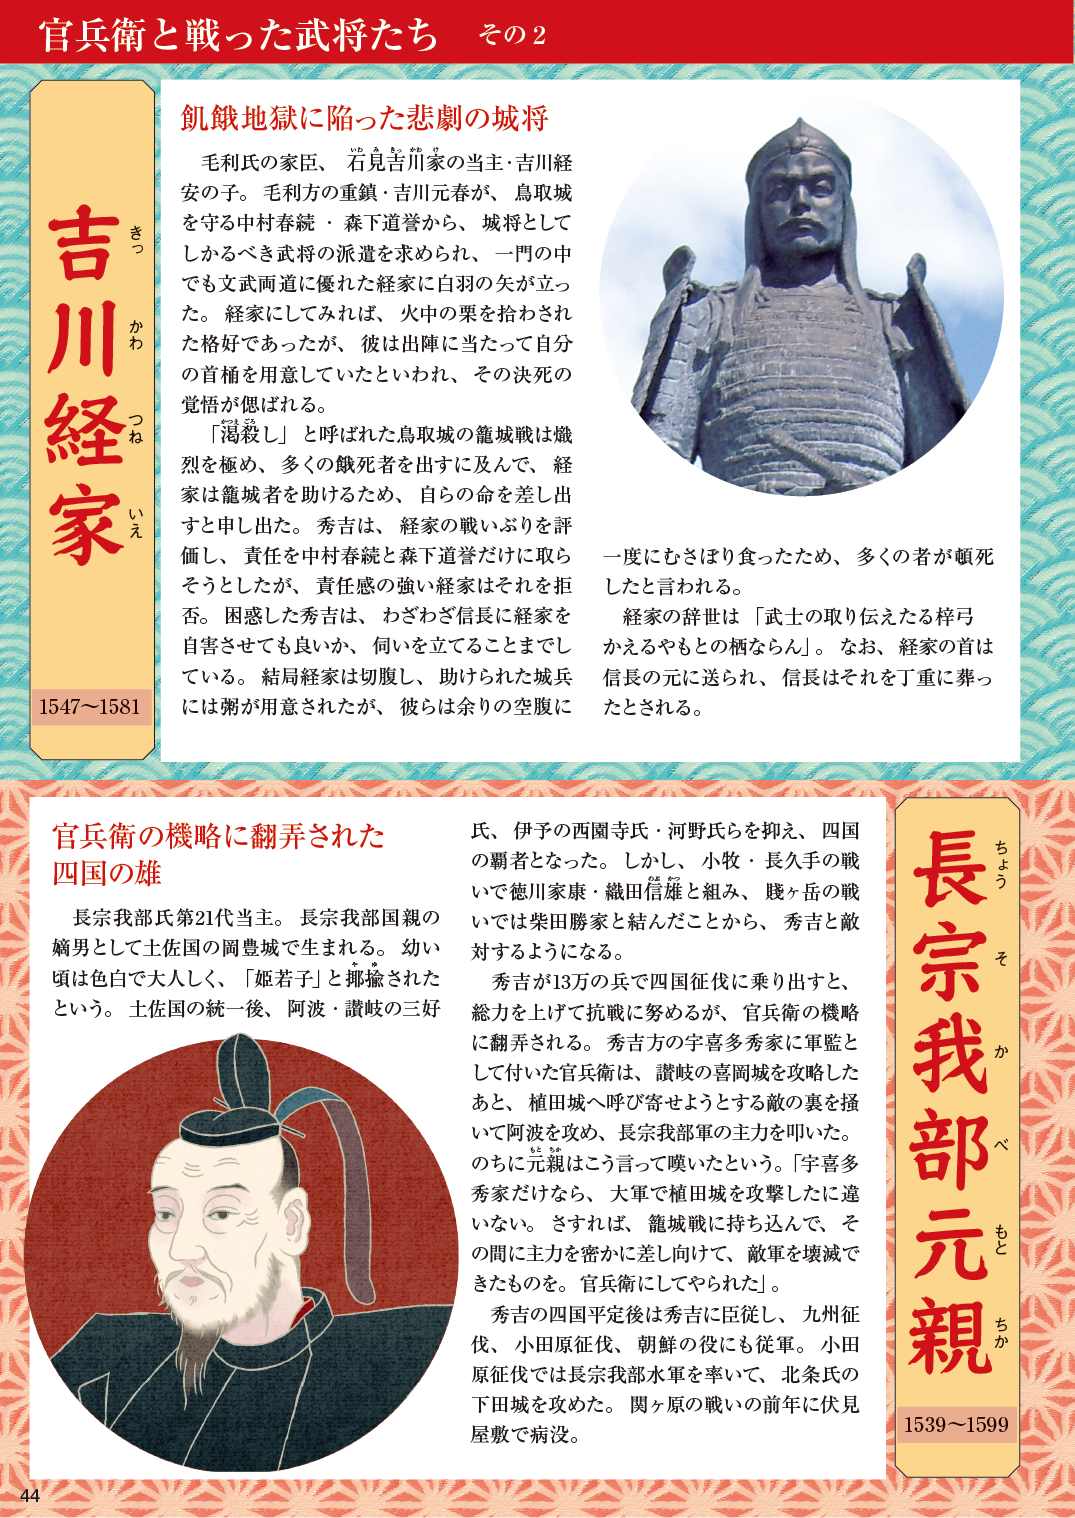 官兵衛と戦った武将たち その2
吉川経家
きっ かわ つね いえ
1547〜1581
飢餓地獄に陥った悲劇の城将
いわ み きっ かわ け
毛利氏の家臣、石見吉川家の当主・吉川経
安の子。毛利方の重鎮・吉川元春が、鳥取城
を守る中村春続・森下道誉から、城将として
しかるべき武将の派遣を求められ、一門の中
でも文武両道に優れた経家に白羽の矢が立っ
た。経家にしてみれば、火中の栗を拾わされ
た格好であったが、彼は出陣に当たって自分
の首桶を用意していたといわれ、その決死の
覚悟が偲ばれる。
かつえ ごろ
「渇殺し」と呼ばれた鳥取城の籠城戦は熾
烈を極め、多くの餓死者を出すに及んで、経
家は籠城者を助けるため、自らの命を差し出
すと申し出た。秀吉は、経家の戦いぶりを評
価し、責任を中村春続と森下道誉だけに取ら
そうとしたが、責任感の強い経家はそれを拒
否。困惑した秀吉は、わざわざ信長に経家を
自害させても良いか、伺いを立てることまでし
ている。結局経家は切腹し、助けられた城兵
には粥が用意されたが、彼らは余りの空腹に
一度にむさぼり食ったため、多くの者が頓死
したと言われる。
経家の辞世は「武士の取り伝えたる梓弓
かえるやもとの栖ならん」。なお、経家の首は
信長の元に送られ、信長はそれを丁重に葬っ
たとされる。
長宗我部元親
ちょう そ か べ もと ちか
1539〜1599
官兵衛の機略に翻弄された
四国の雄
長宗我部氏第21代当主。長宗我部国親の
嫡男として土佐国の岡豊城で生まれる。幼い
頃は色白で大人しく、「姫若子」と揶揄された
や ゆ
という。土佐国の統一後、阿波・讃岐の三好
氏、伊予の西園寺氏・河野氏らを抑え、四国
の覇者となった。しかし、小牧・長久手の戦
のぶ かつ
いで徳川家康・織田信雄と組み、賤ヶ岳の戦
いでは柴田勝家と結んだことから、秀吉と敵
対するようになる。
秀吉が13万の兵で四国征伐に乗り出すと、
総力を上げて抗戦に努めるが、官兵衛の機略
に翻弄される。秀吉方の宇喜多秀家に軍監と
して付いた官兵衛は、讃岐の喜岡城を攻略した
あと、植田城へ呼び寄せようとする敵の裏を掻
いて阿波を攻め、長宗我部軍の主力を叩いた。
もと ちか
のちに元親はこう言って嘆いたという。「宇喜多
秀家だけなら、大軍で植田城を攻撃したに違
いない。さすれば、籠城戦に持ち込んで、そ
の間に主力を密かに差し向けて、敵軍を壊滅で
きたものを。官兵衛にしてやられた」。
秀吉の四国平定後は秀吉に臣従し、九州征
伐、小田原征伐、朝鮮の役にも従軍。小田
原征伐では長宗我部水軍を率いて、北条氏の
下田城を攻めた。関ヶ原の戦いの前年に伏見
屋敷で病没。
44